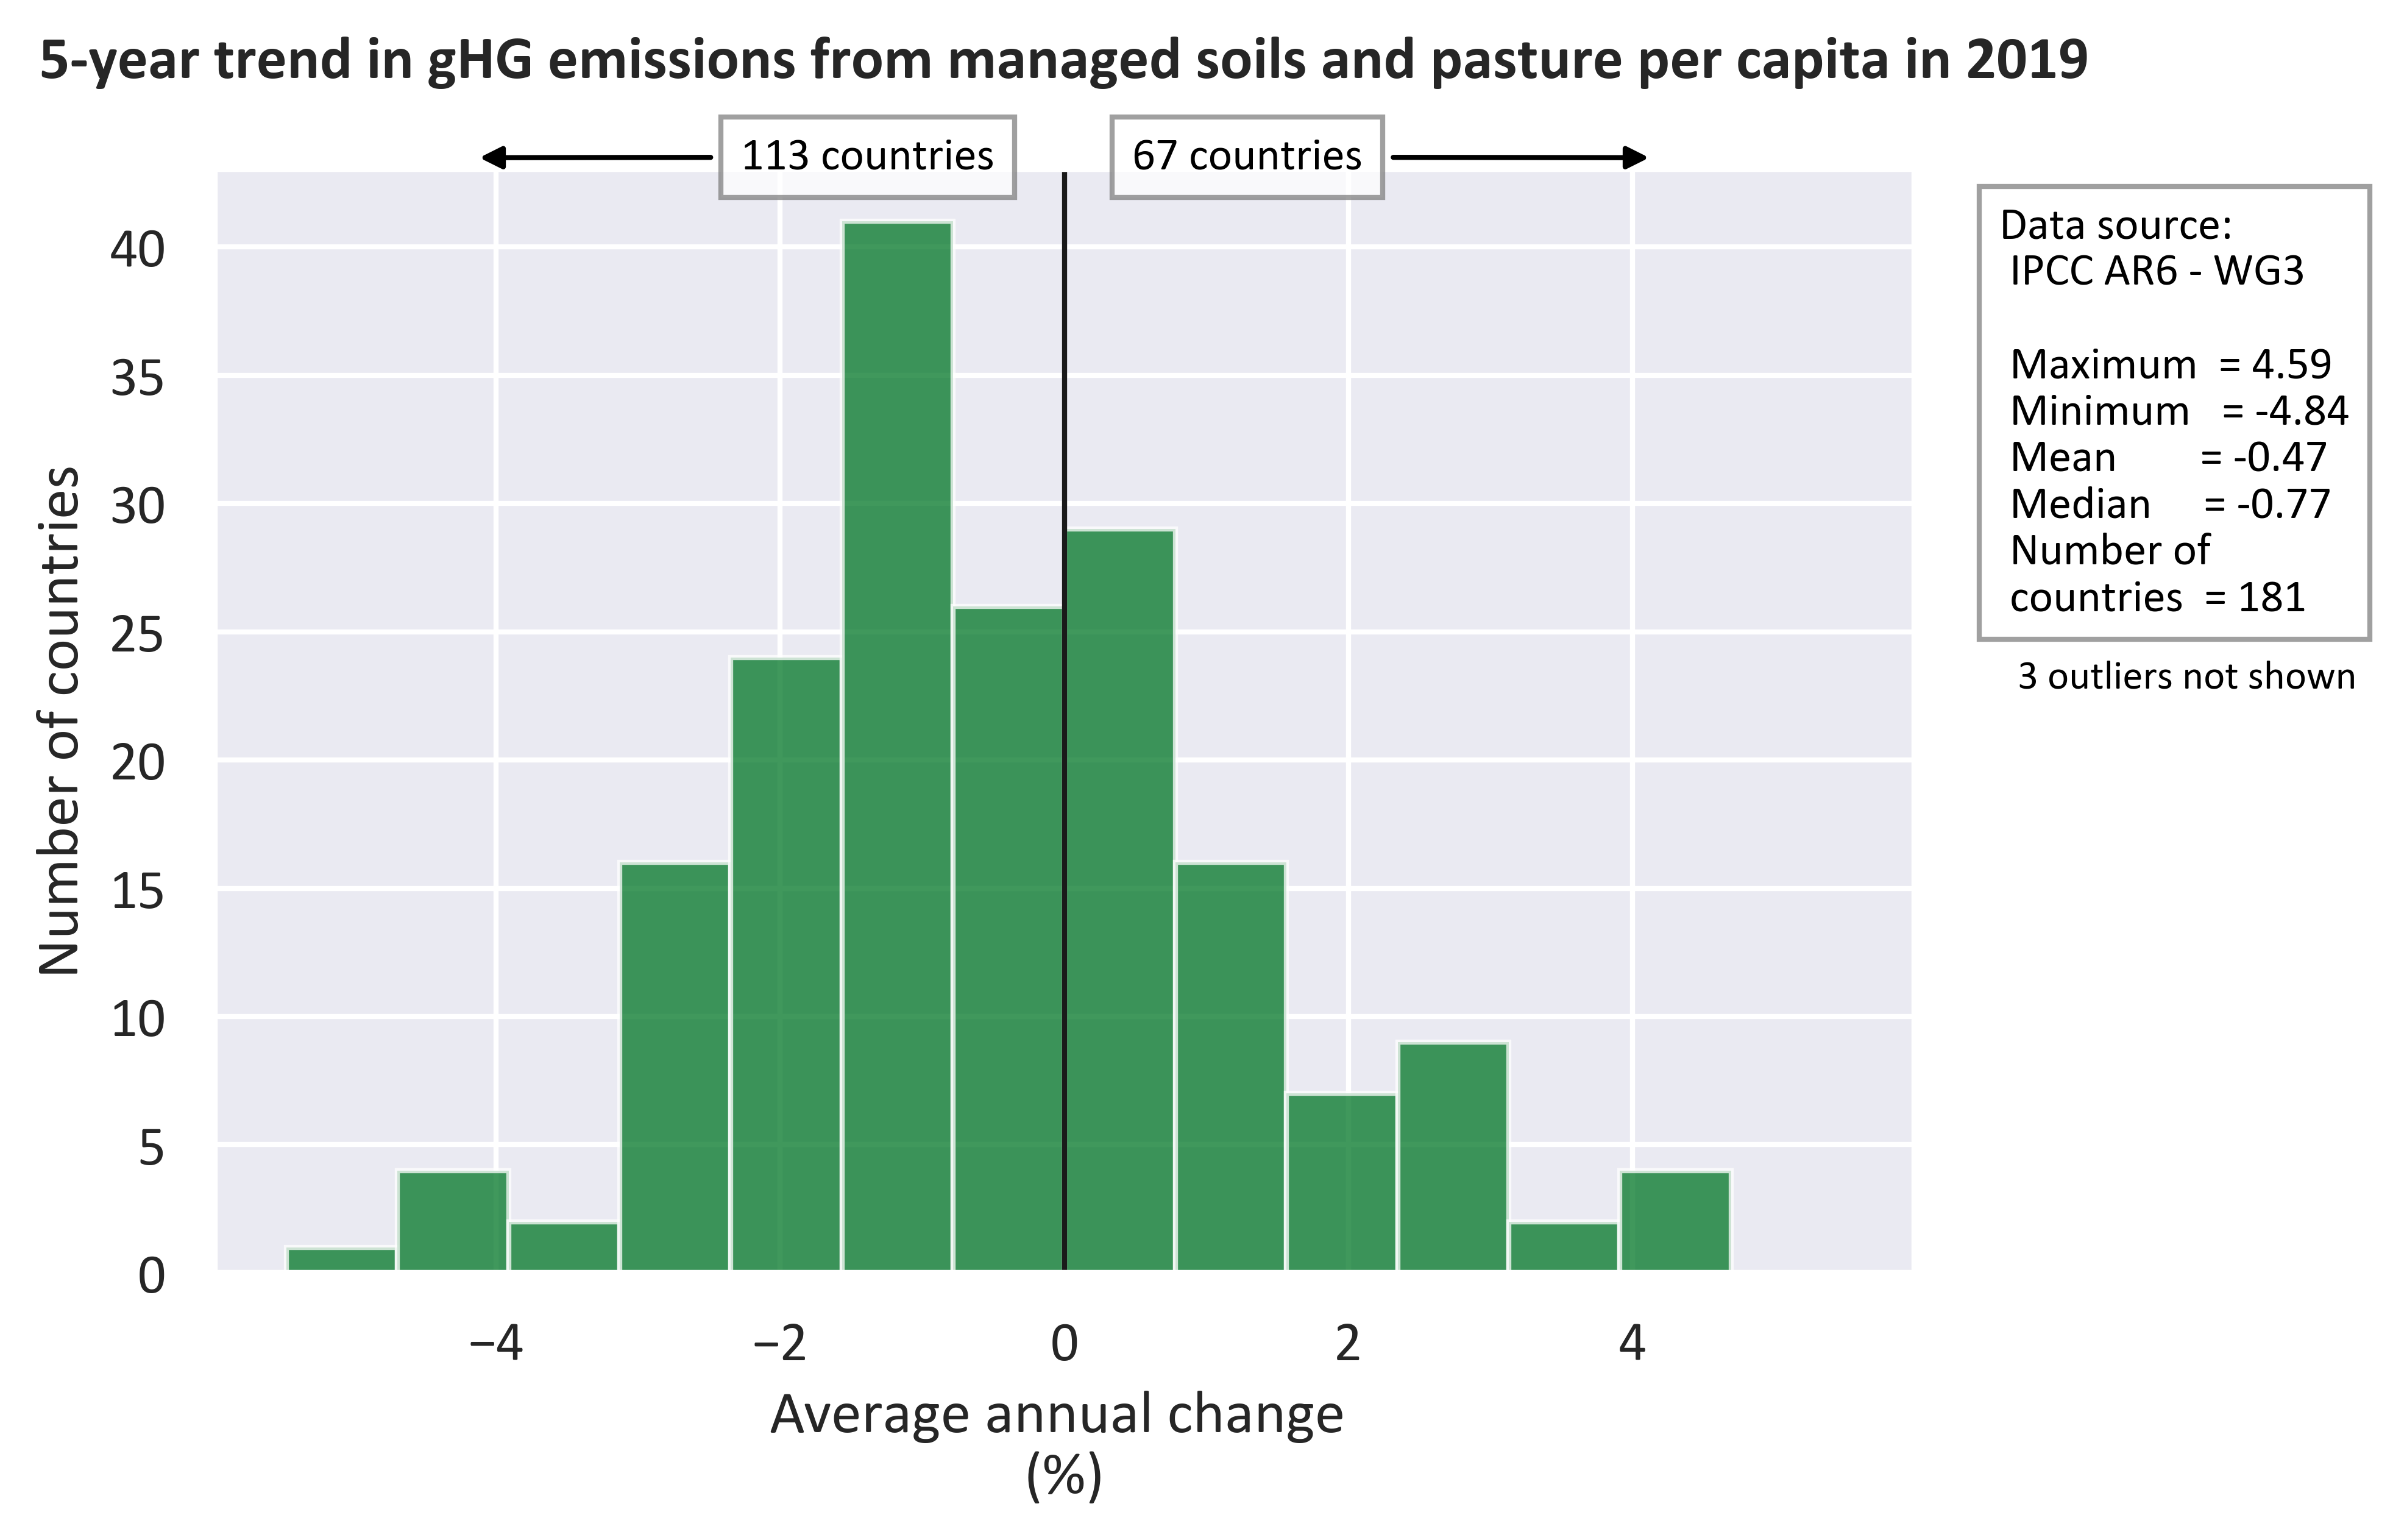 5-year trend in gHG emissions from managed soils and pasture per capita in 2019
113 countries
67 countries
Data source:
IPCC AR6 - WG3
Maximum = 4.59
Minimum = -4.84
Mean = -0.47
Median = -0.77
Number of
countries = 181
3 outliers not shown
Number of countries
40
35
30
25
20
15
10
5
0
−4 −2 0 2 4
Average annual change
(%)